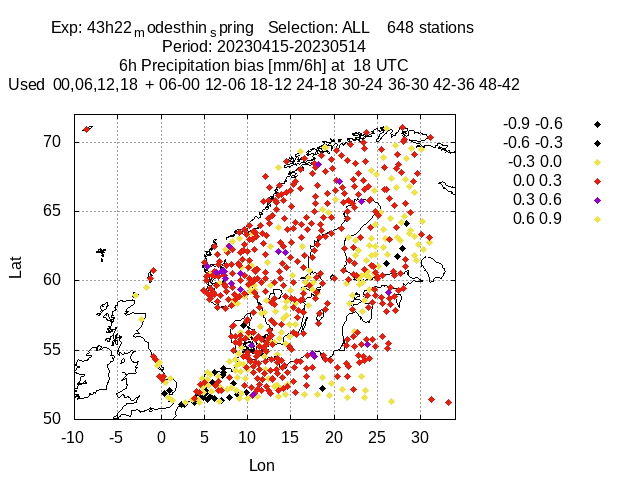 Exp: 43h22modesthinspring   Selection: ALL    648 stations
Period: 20230415-20230514
6h Precipitation bias [mm/6h] at  18 UTC
Used  00,06,12,18  + 06-00 12-06 18-12 24-18 30-24 36-30 42-36 48-42
-0.9 -0.6
-0.6 -0.3
-0.3 0.0
0.0 0.3
0.3 0.6
0.6 0.9
70
65
60
55
50
Lat
-10 -5 0 5 10 15 20 25 30
Lon